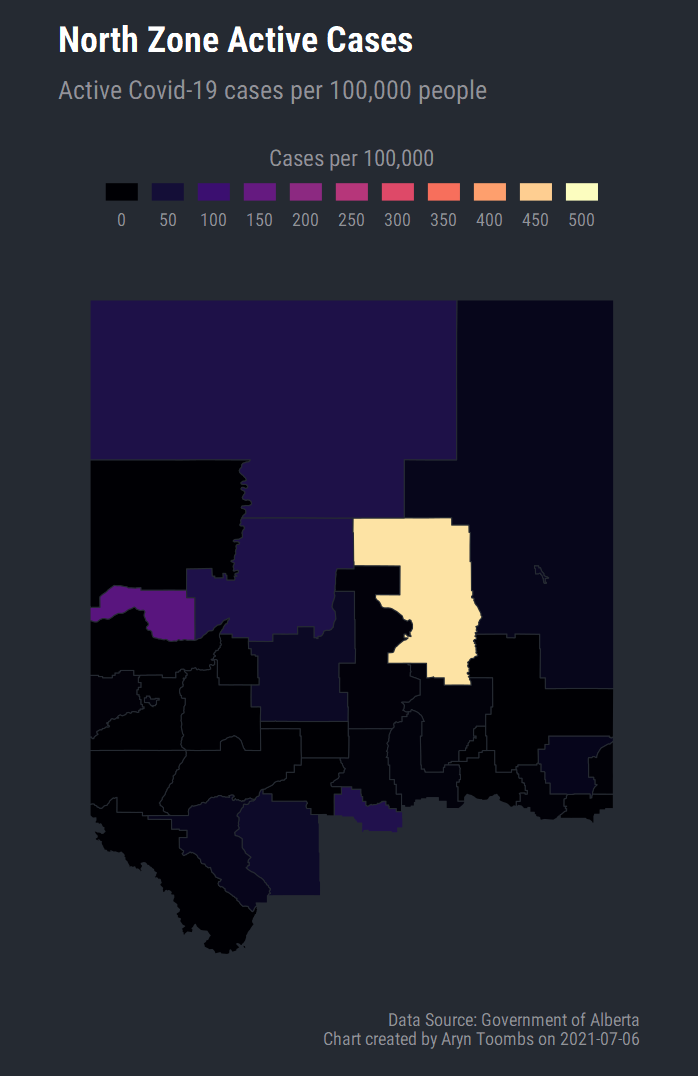 North Zone Active Cases
Active Covid-19 cases per 100,000 people
Cases per 100,000
0 50 100 150 200 250 300 350 400 450 500
Data Source: Government of Alberta
Chart created by Aryn Toombs on 2021-07-06